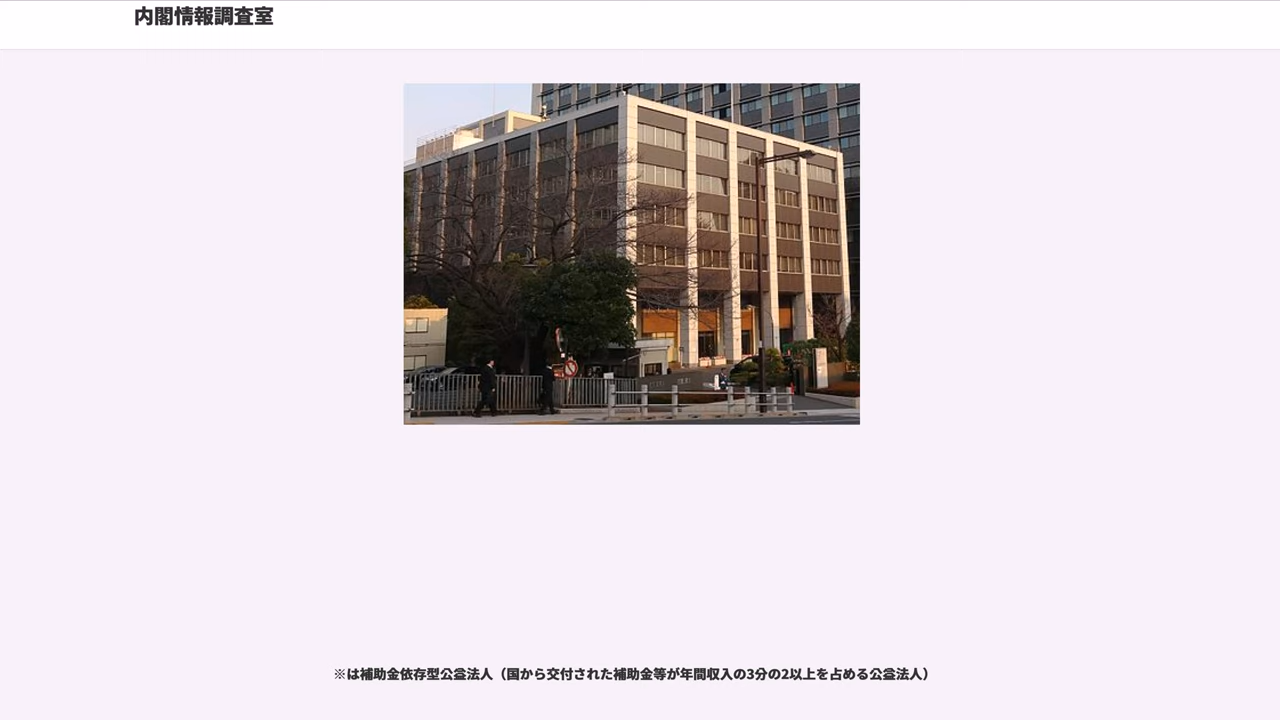 内閣情報調査室
※は補助金依存型公益法人（国から交付された補助金等が年間収入の3分の2以上を占める公益法人）